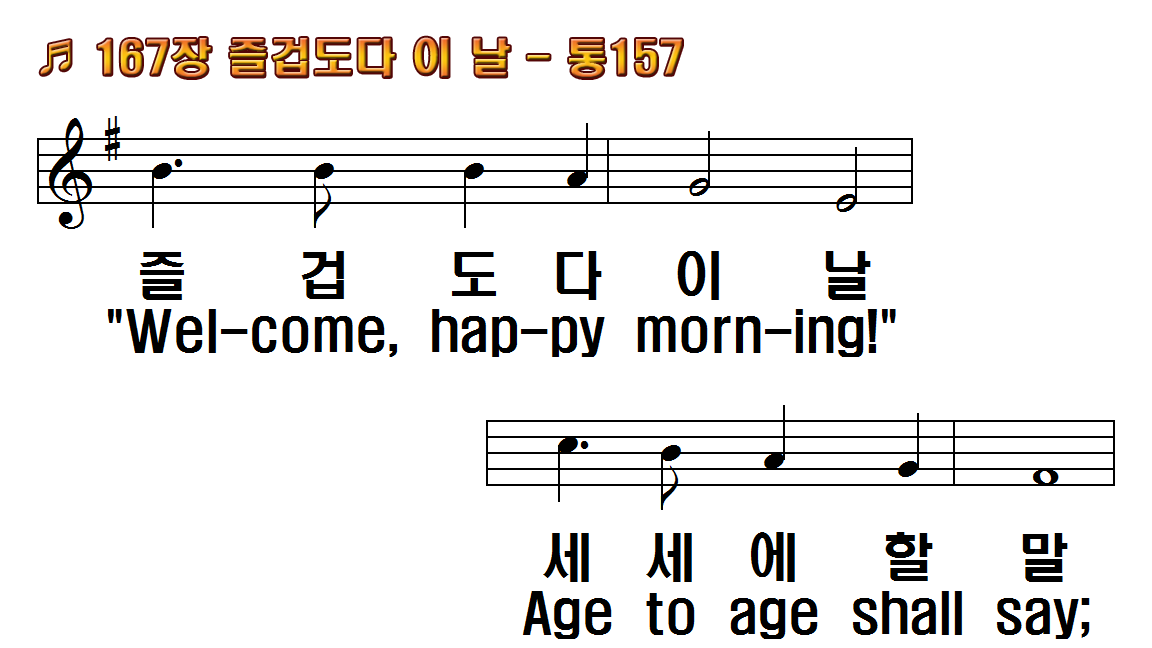 167장 즐겁도다 이 날 - 통157
즐 겁 도 다 이 날
"Wel-come, hap-py morn-ing!"
세 세 에 할 말
Age to age shall say;